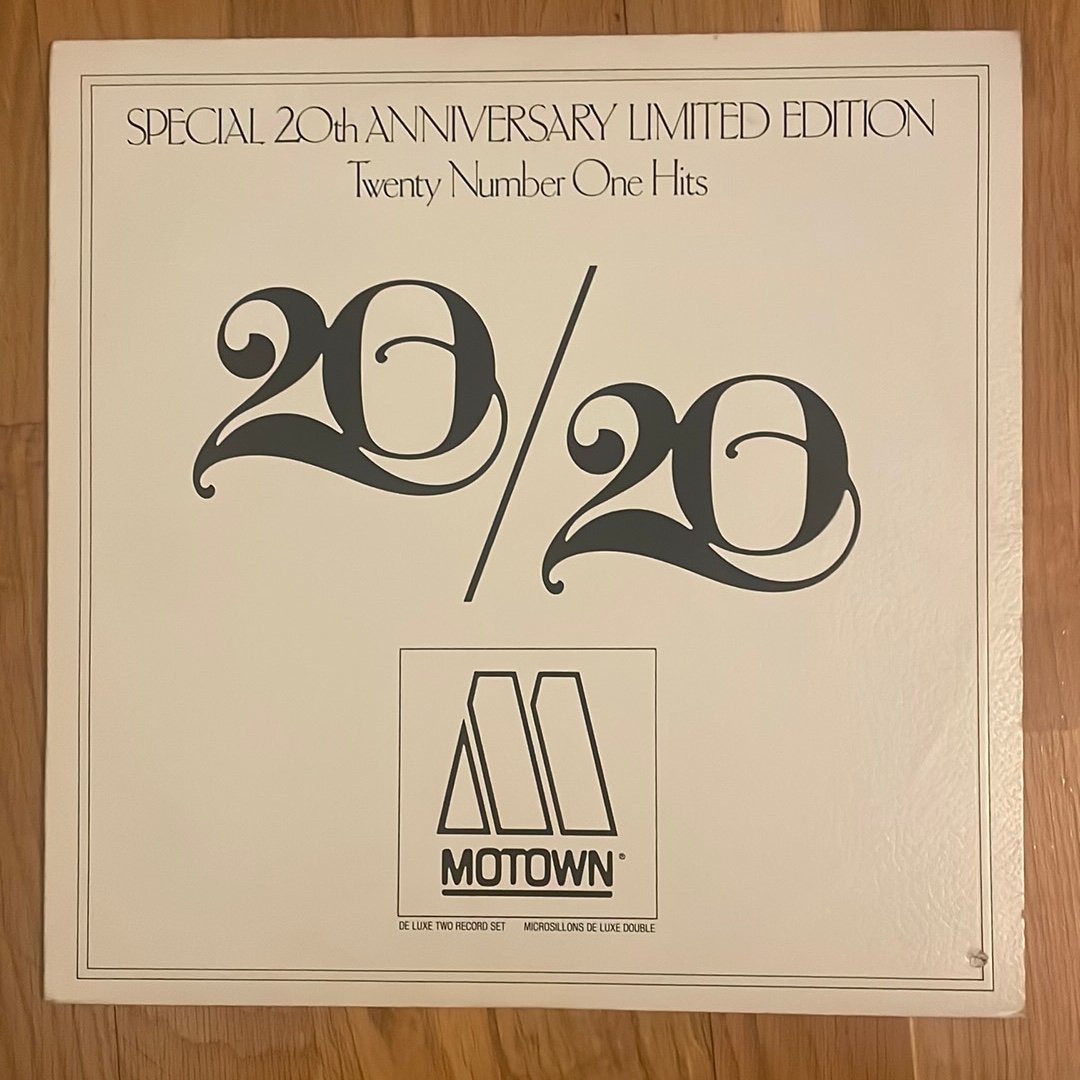 SPECIAL 20th ANNIVERSARY LIMITED EDITION
Twenty Number One Hits
20/20
MOTOWN®
DE LUXE TWO RECORD SET MICROSILLONS DE LUXE DOUBLE